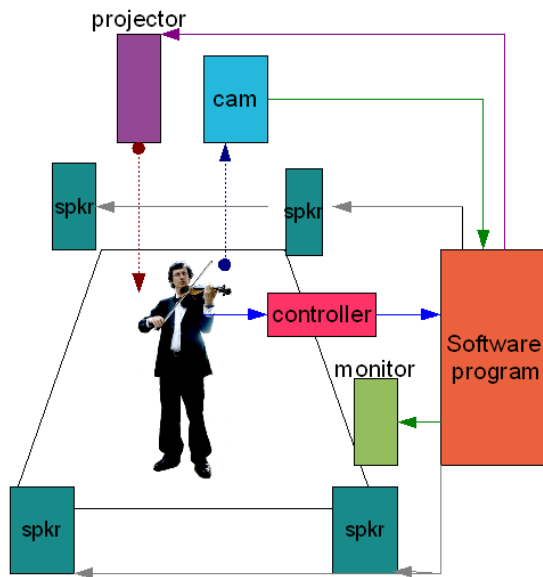 projector
cam
spkr
spkr
controller
Software
program
monitor
spkr
spkr